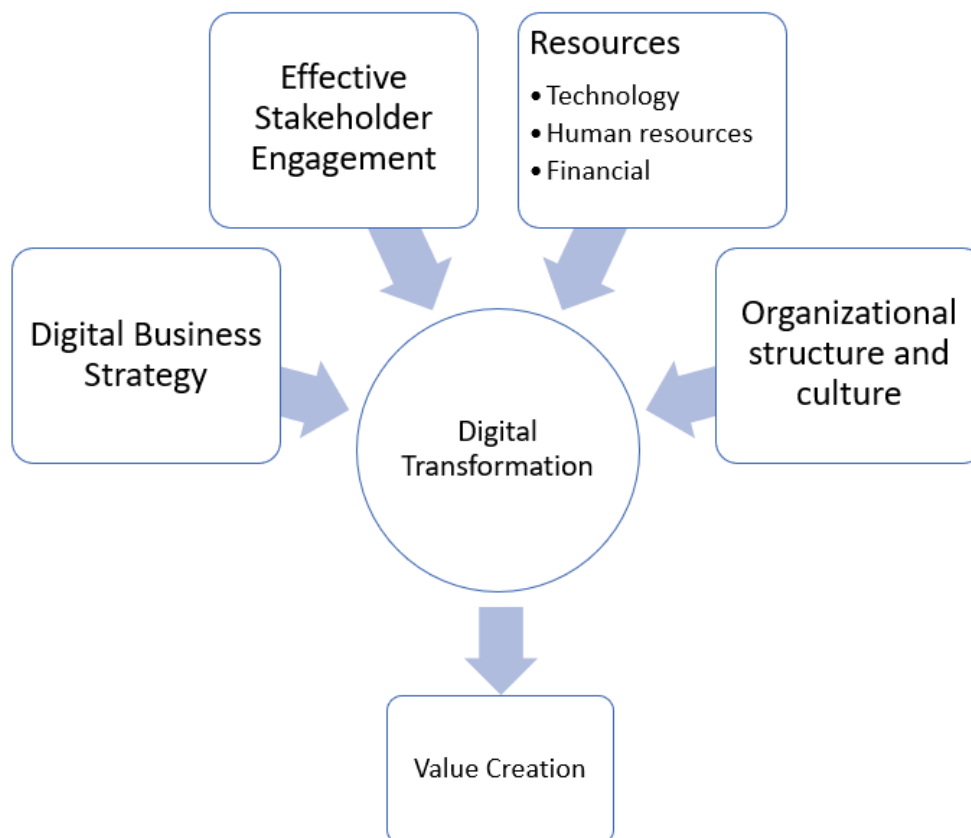 Effective
Stakeholder
Engagement
Resources
• Technology
• Human resources
• Financial
Digital Business
Strategy
Organizational
structure and
culture
Digital
Transformation
Value Creation